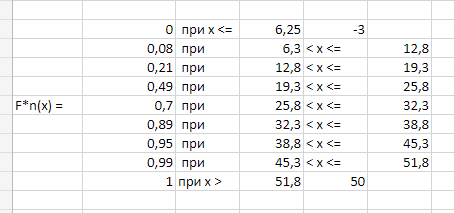 0 при x <= 6,25 -3
0,08 при 6,3 < x <= 12,8
0,21 при 12,8 < x <= 19,3
0,49 при 19,3 < x <= 25,8
F*n(x) = 0,7 при 25,8 < x <= 32,3
0,89 при 32,3 < x <= 38,8
0,95 при 38,8 < x <= 45,3
0,99 при 45,3 < x <= 51,8
1 при x > 51,8 50